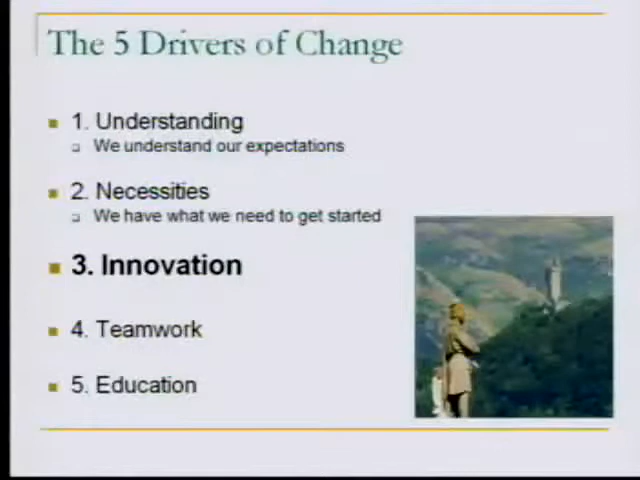 The 5 Drivers of Change
1. Understanding
We understand our expectations
2. Necessities
We have what we need to get started
3. Innovation
4. Teamwork
5. Education